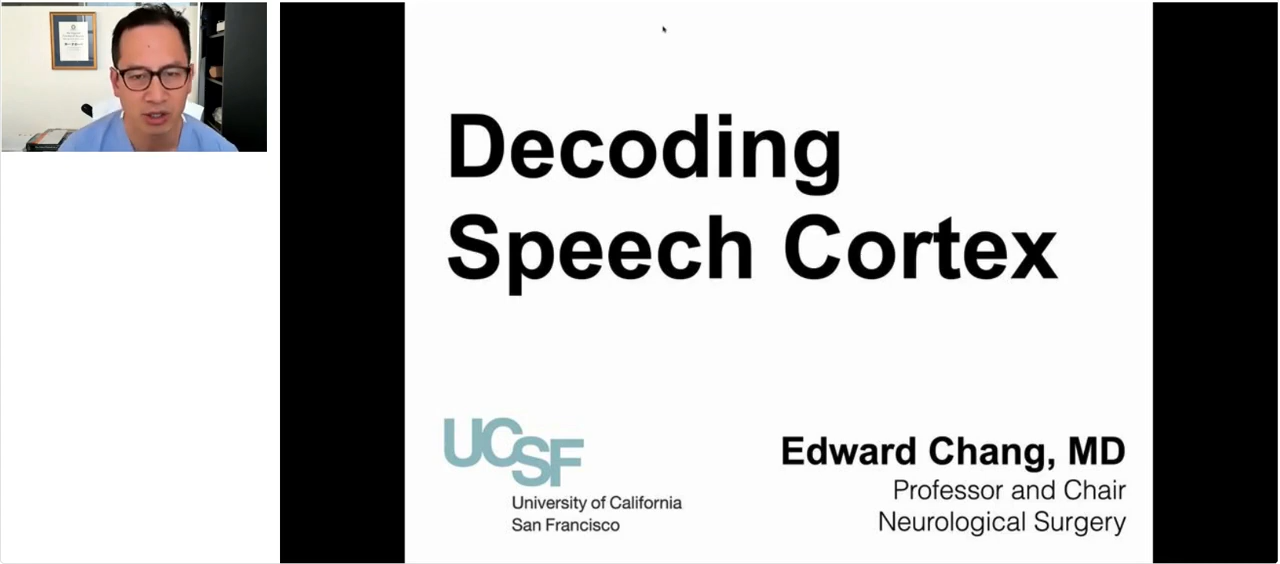 Decoding
Speech Cortex
UCSF
University of California
San Francisco
Edward Chang, MD
Professor and Chair
Neurological Surgery